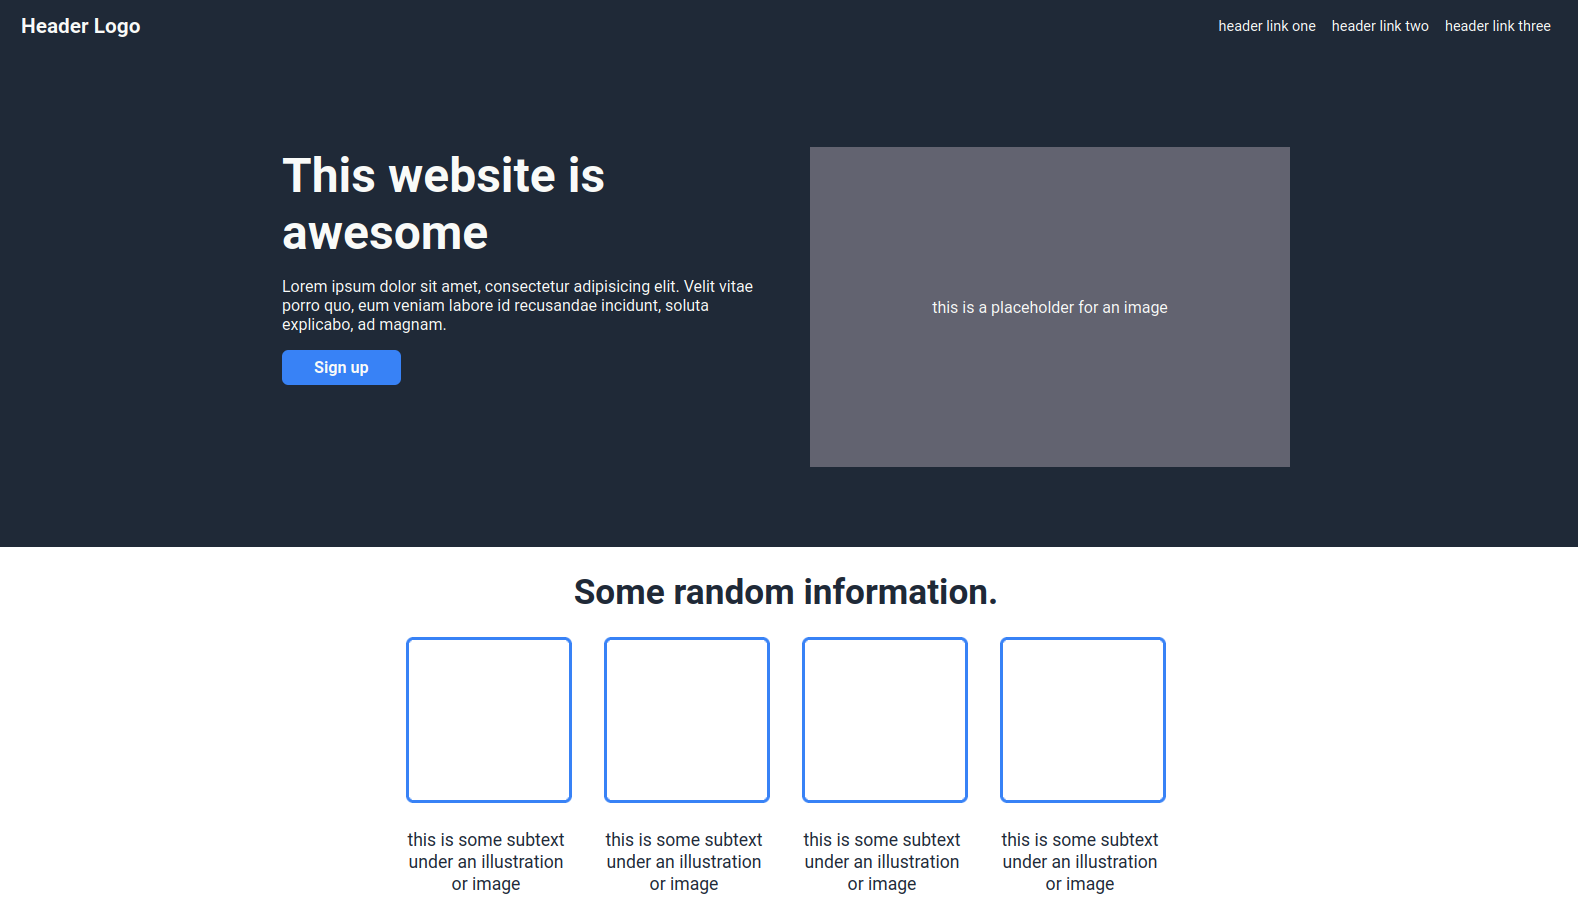 Header Logo
header link one
header link two
header link three
This website is
awesome
Lorem ipsum dolor sit amet, consectetur adipisicing elit. Velit vitae
porro quo, eum veniam labore id recusandae incidunt, soluta
explicabo, ad magnam.
Sign up
this is a placeholder for an image
Some random information.
this is some subtext
under an illustration
or image
this is some subtext
under an illustration
or image
this is some subtext
under an illustration
or image
this is some subtext
under an illustration
or image